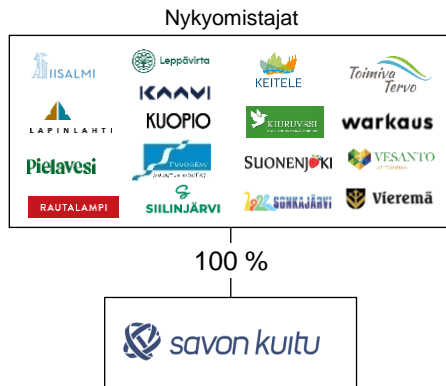 Nykyomistajat
IISALMI
Leppävirta
KEITELE
Toimiva
Tervo
LAPINLAHTI
KAAVI
KUOPIO
KIURUVESI
warkaus
Pielavesi
TUUSNIEMI
SUONENJOKI
VESANTO
RAUTALAMPI
SIILINJÄRVI
SONKAJÄRVI
Vieremä
100 %
savon kuitu